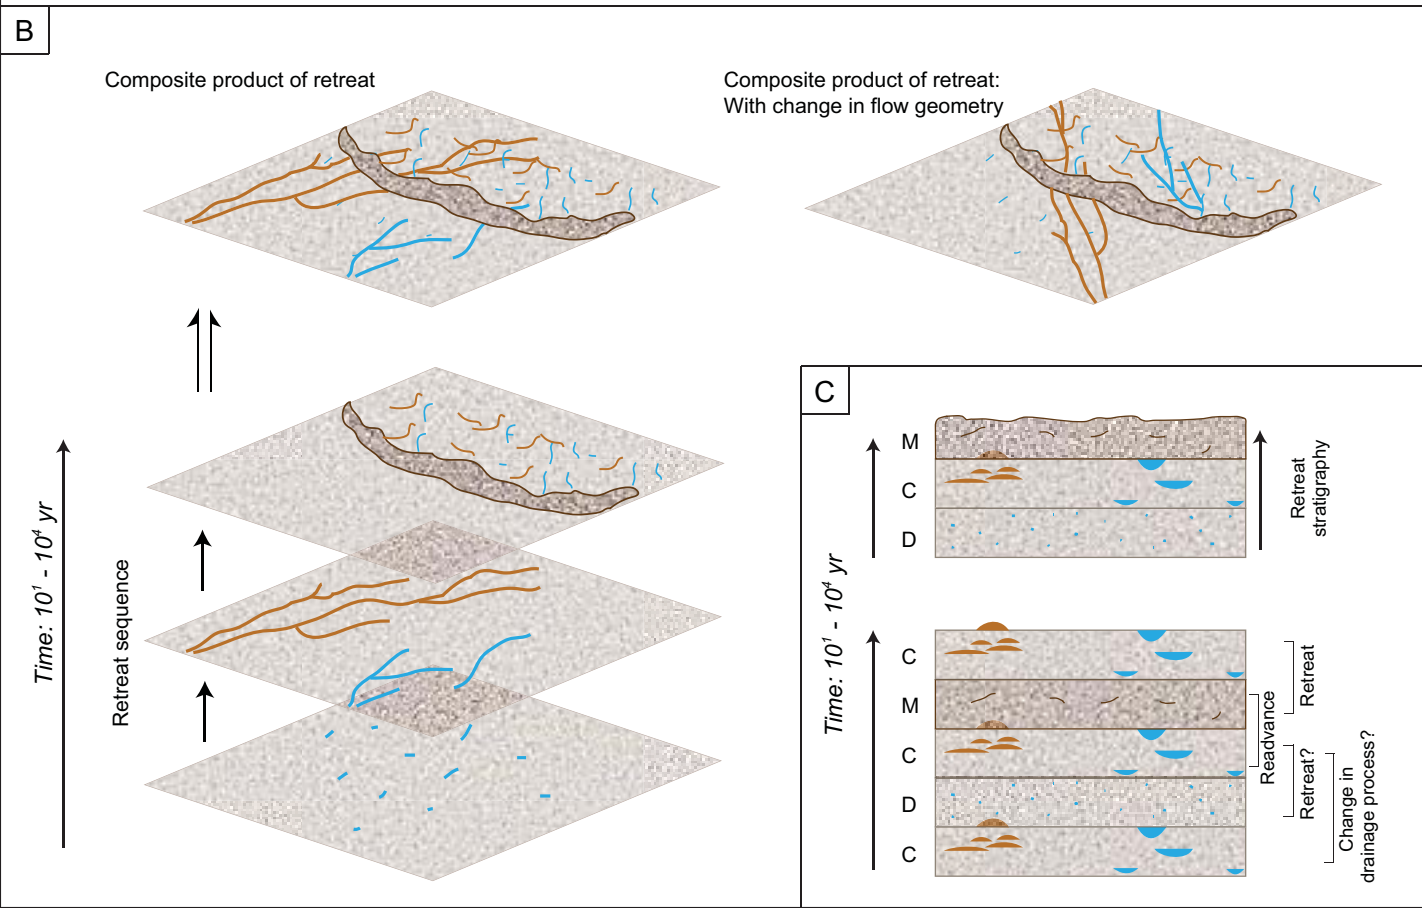 B
Composite product of retreat
Composite product of retreat:
With change in flow geometry
Time: 10¹ - 10⁴ yr
Retreat sequence
C
M
C
D
Retreat
stratigraphy
Time: 10¹ - 10⁴ yr
C
M
C
D
C
Retreat
Readvance
Retreat?
Change in
drainage process?